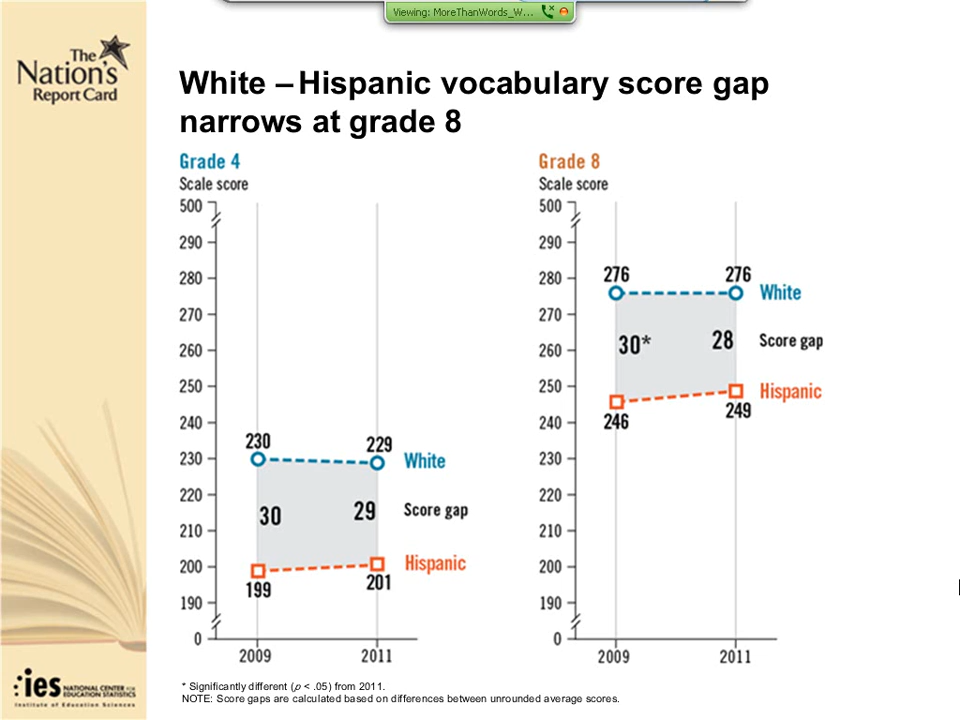 Viewing: MoreThanWords_W...
The
Nation's
Report Card
White – Hispanic vocabulary score gap
narrows at grade 8
Grade 4
Scale score
500
290
280
270
260
250
240
230
220
210
200
190
0
230
229
White
30
29
Score gap
Hispanic
199
201
2009
2011
Grade 8
Scale score
500
290
280
270
260
250
240
230
220
210
200
190
0
276
276
White
30*
28
Score gap
Hispanic
246
249
2009
2011
* Significantly different (p < .05) from 2011.
NOTE: Score gaps are calculated based on differences between unrounded average scores.
ies NATIONAL CENTER FOR
EDUCATION STATISTICS
Institute of Education Sciences